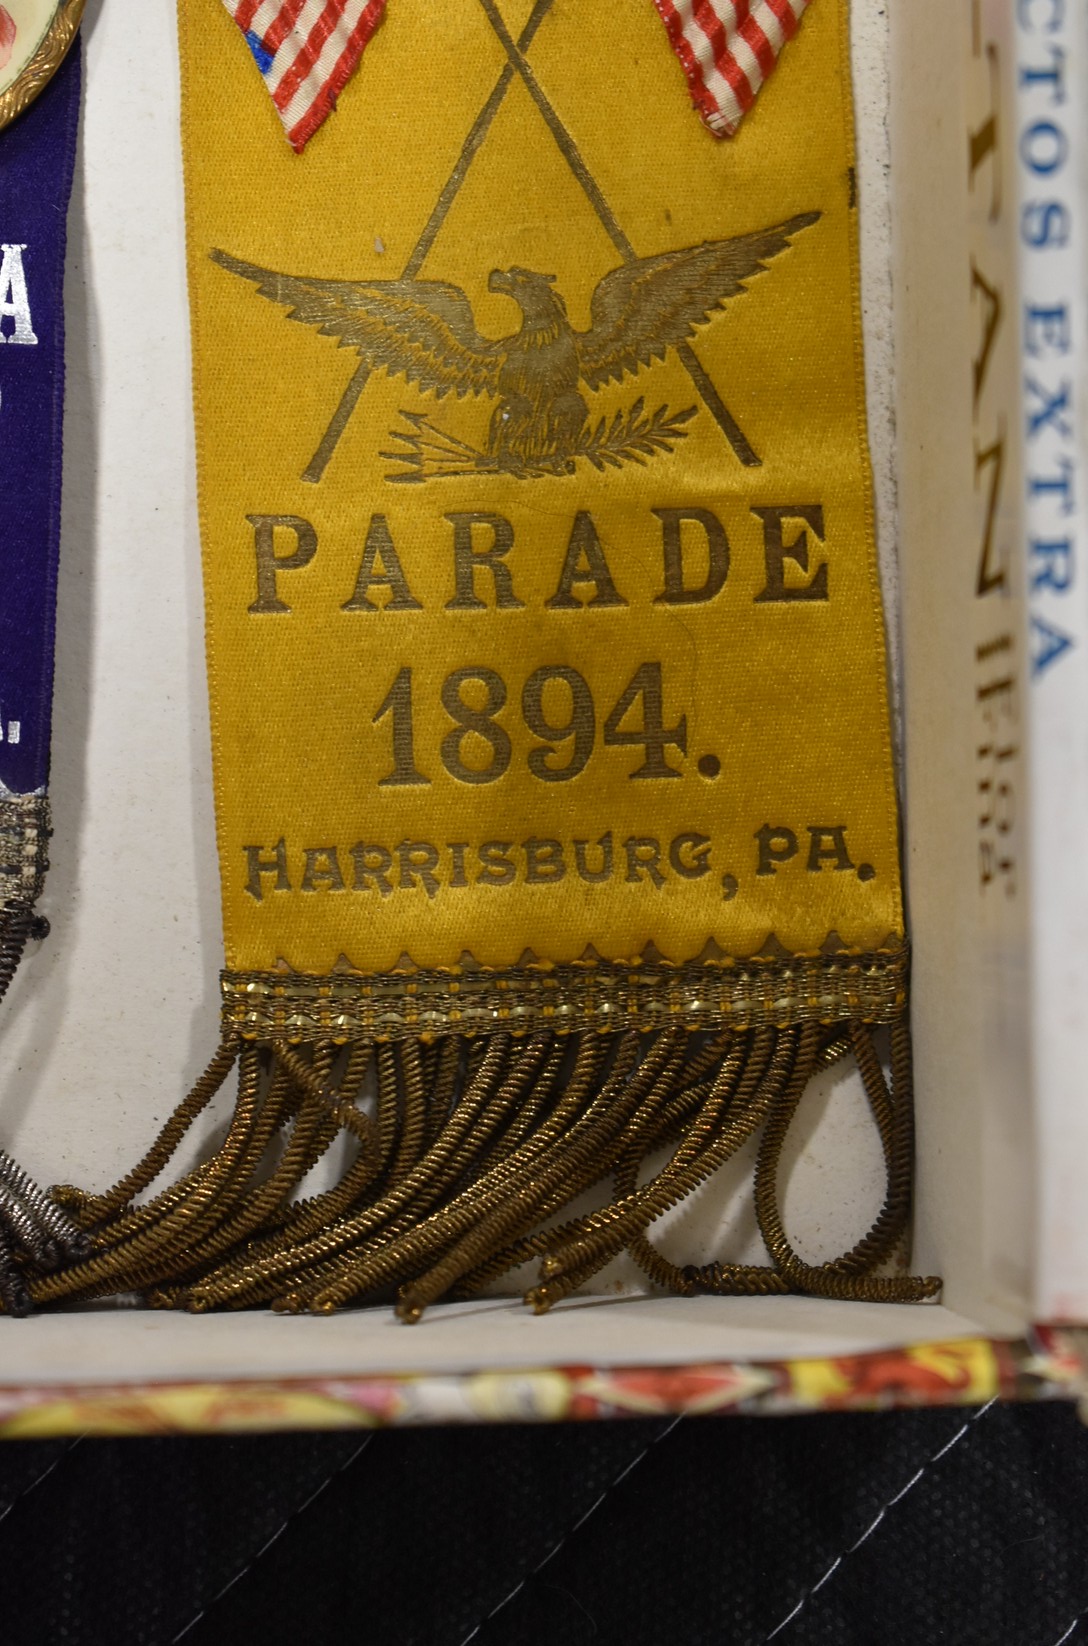 PARADE
1894.
HARRISBURG, PA.
A
CTOS EXTRA